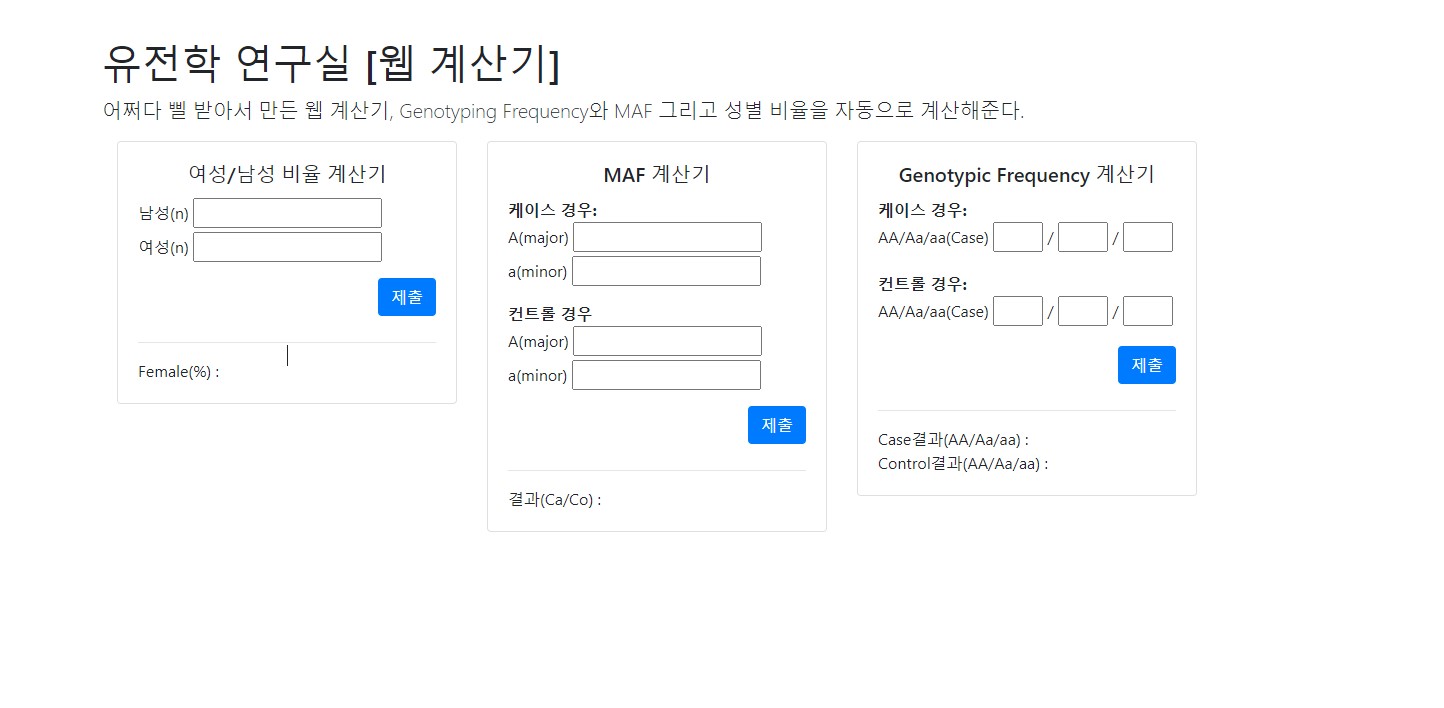 유전학 연구실 [웹 계산기]
어쩌다 삘 받아서 만든 웹 계산기, Genotyping Frequency와 MAF 그리고 성별 비율을 자동으로 계산해준다.
여성/남성 비율 계산기
남성(n)
여성(n)
제출
Female(%) :
MAF 계산기
케이스 경우:
A(major)
a(minor)
컨트롤 경우
A(major)
a(minor)
제출
결과(Ca/Co) :
Genotypic Frequency 계산기
케이스 경우:
AA/Aa/aa(Case) / /
컨트롤 경우:
AA/Aa/aa(Case) / /
제출
Case결과(AA/Aa/aa) :
Control결과(AA/Aa/aa) :